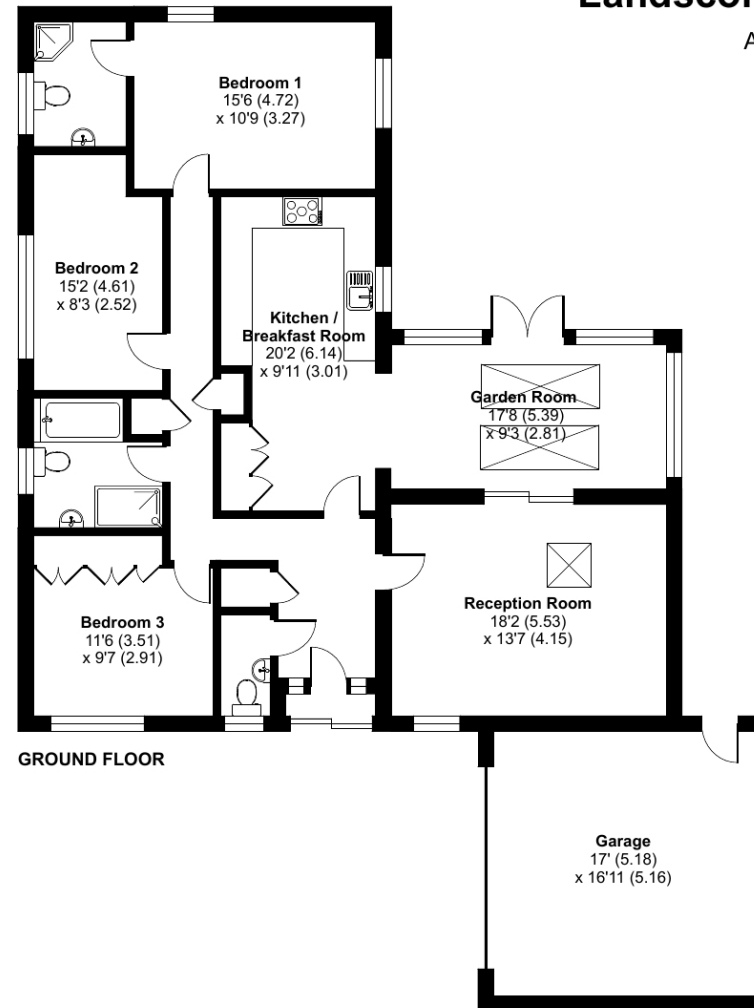 Bedroom 1
15'6 (4.72)
x 10'9 (3.27)
Bedroom 2
15'2 (4.61)
x 8'3 (2.52)
Kitchen /
Breakfast Room
20'2 (6.14)
x 9'11 (3.01)
Garden Room
17'8 (5.39)
x 9'3 (2.81)
Bedroom 3
11'6 (3.51)
x 9'7 (2.91)
Reception Room
18'2 (5.53)
x 13'7 (4.15)
GROUND FLOOR
Garage
17' (5.18)
x 16'11 (5.16)